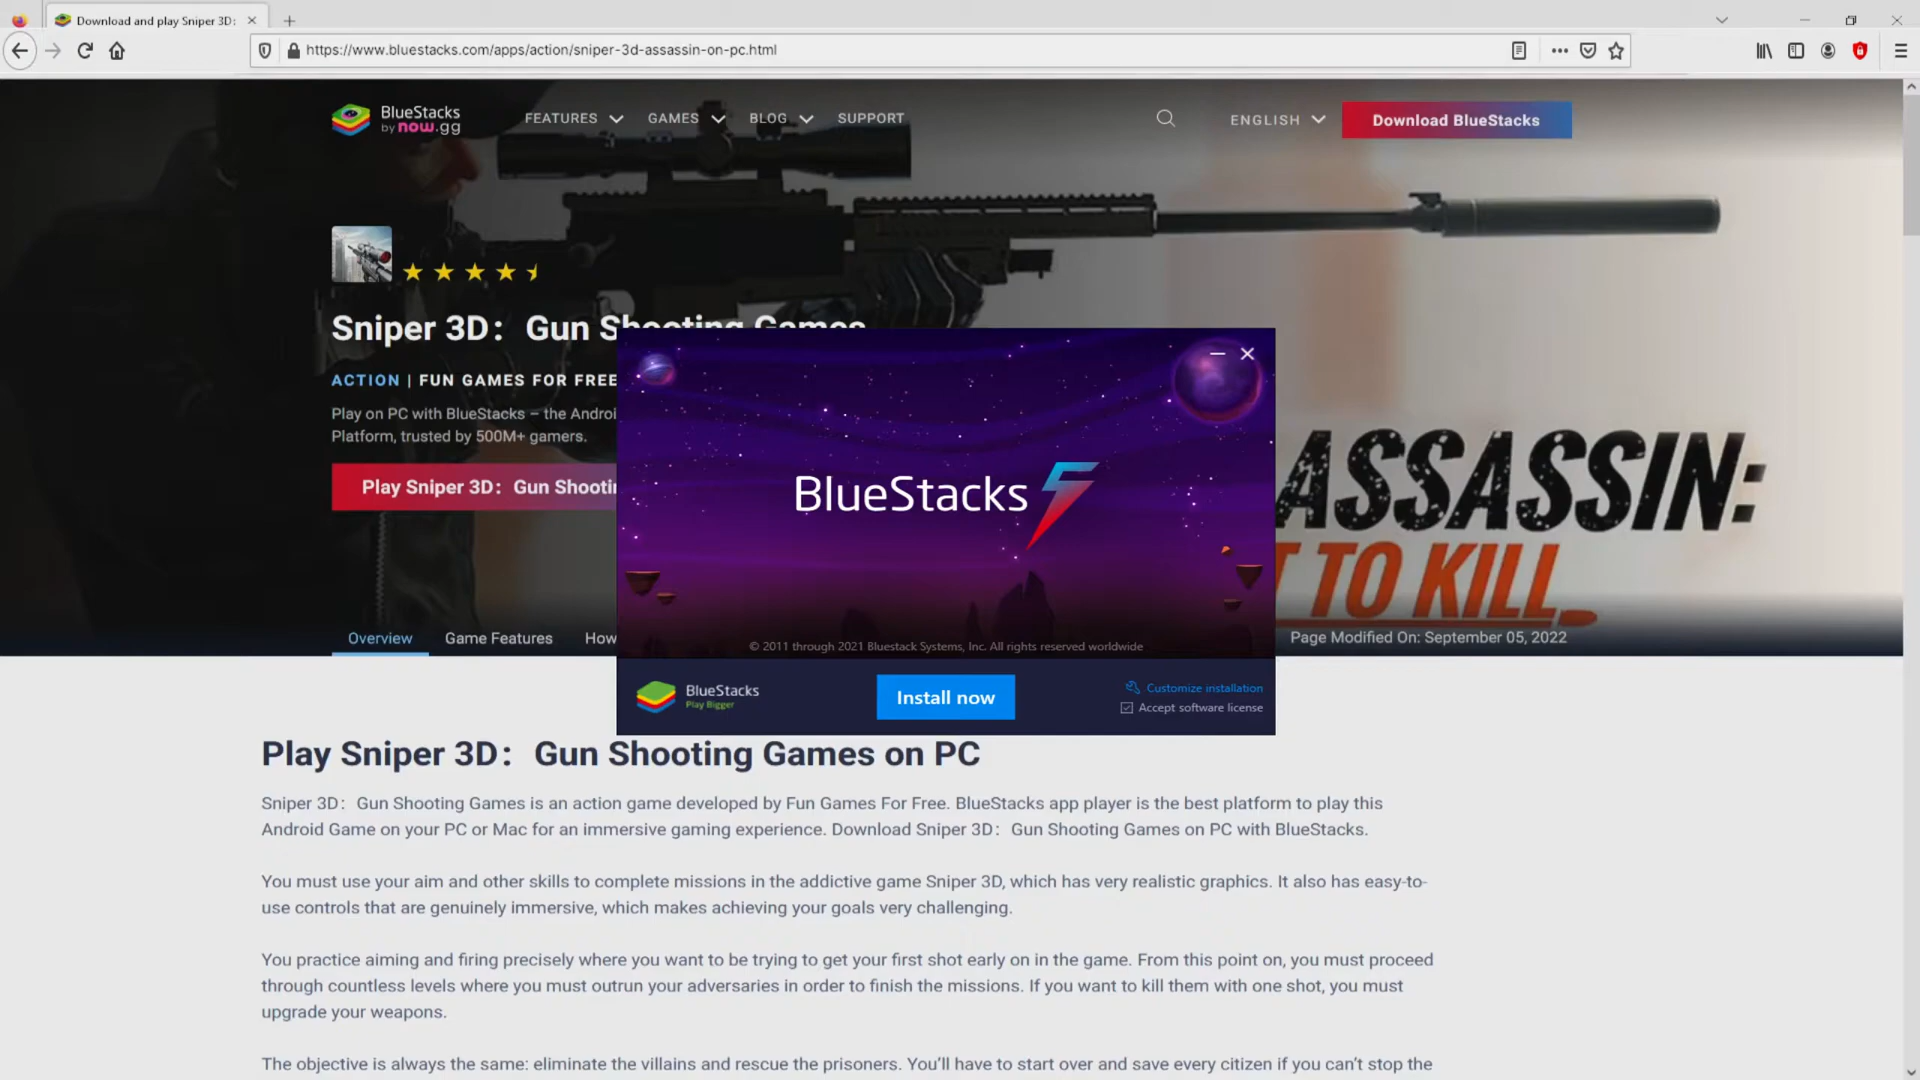 Download and play Sniper 3D:
https://www.bluestacks.com/apps/action/sniper-3d-assassin-on-pc.html
BlueStacks
by now.gg
FEATURES
GAMES
BLOG
SUPPORT
ENGLISH
Download BlueStacks
Sniper 3D: Gun Shooting Games
ACTION | FUN GAMES FOR FREE
Play on PC with BlueStacks – the Androi
Platform, trusted by 500M+ gamers.
Play Sniper 3D: Gun Shootin
ASSASSIN:
T TO KILL
BlueStacks 5
© 2011 through 2021 Bluestack Systems, Inc. All rights reserved worldwide
Overview
Game Features
How
Page Modified On: September 05, 2022
BlueStacks
Play Bigger
Install now
Customize installation
Accept software license
Play Sniper 3D: Gun Shooting Games on PC
Sniper 3D: Gun Shooting Games is an action game developed by Fun Games For Free. BlueStacks app player is the best platform to play this
Android Game on your PC or Mac for an immersive gaming experience. Download Sniper 3D: Gun Shooting Games on PC with BlueStacks.
You must use your aim and other skills to complete missions in the addictive game Sniper 3D, which has very realistic graphics. It also has easy-to-
use controls that are genuinely immersive, which makes achieving your goals very challenging.
You practice aiming and firing precisely where you want to be trying to get your first shot early on in the game. From this point on, you must proceed
through countless levels where you must outrun your adversaries in order to finish the missions. If you want to kill them with one shot, you must
upgrade your weapons.
The objective is always the same: eliminate the villains and rescue the prisoners. You'll have to start over and save every citizen if you can't stop the